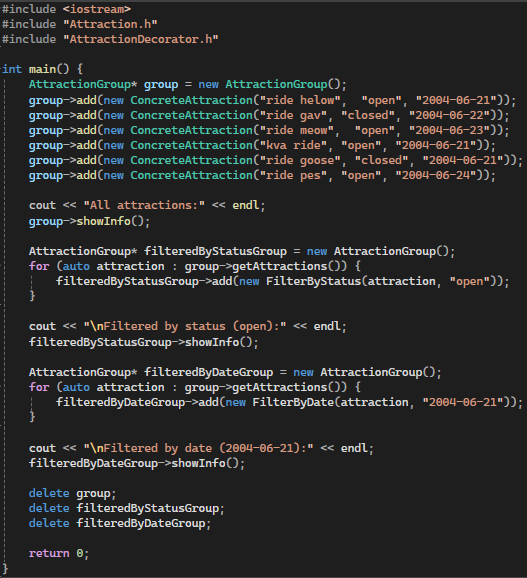 #include <iostream>
#include "Attraction.h"
#include "AttractionDecorator.h"

int main() {
    AttractionGroup* group = new AttractionGroup();
    group->add(new ConcreteAttraction("ride helow",  "open", "2004-06-21"));
    group->add(new ConcreteAttraction("ride gav", "closed", "2004-06-22"));
    group->add(new ConcreteAttraction("ride meow",  "open", "2004-06-23"));
    group->add(new ConcreteAttraction("kva ride", "open", "2004-06-21"));
    group->add(new ConcreteAttraction("ride goose", "closed", "2004-06-21"));
    group->add(new ConcreteAttraction("ride pes", "open", "2004-06-24"));

    cout << "All attractions:" << endl;
    group->showInfo();

    AttractionGroup* filteredByStatusGroup = new AttractionGroup();
    for (auto attraction : group->getAttractions()) {
        filteredByStatusGroup->add(new FilterByStatus(attraction, "open"));
    }

    cout << "\nFiltered by status (open):" << endl;
    filteredByStatusGroup->showInfo();

    AttractionGroup* filteredByDateGroup = new AttractionGroup();
    for (auto attraction : group->getAttractions()) {
        filteredByDateGroup->add(new FilterByDate(attraction, "2004-06-21"));
    }

    cout << "\nFiltered by date (2004-06-21):" << endl;
    filteredByDateGroup->showInfo();

    delete group;
    delete filteredByStatusGroup;
    delete filteredByDateGroup;

    return 0;
}